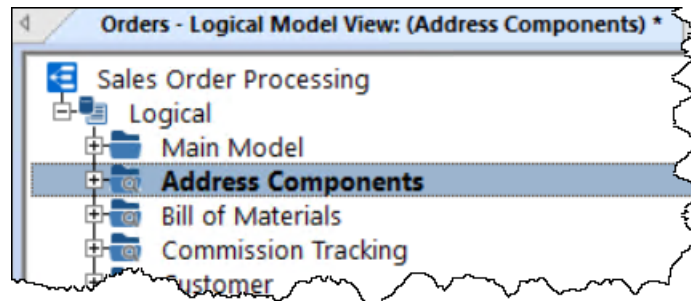 Orders - Logical Model View: (Address Components) *
Sales Order Processing
Logical
Main Model
Address Components
Bill of Materials
Commission Tracking
Customer